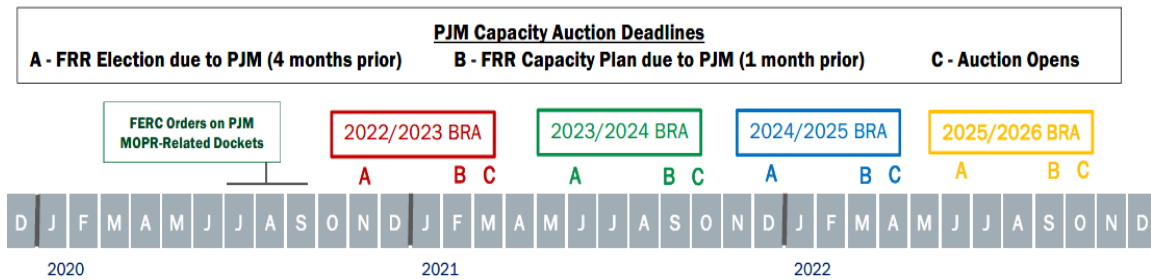 PJM Capacity Auction Deadlines
A - FRR Election due to PJM (4 months prior) B - FRR Capacity Plan due to PJM (1 month prior) C - Auction Opens
FERC Orders on PJM
MOPR-Related Dockets
2022/2023 BRA 2023/2024 BRA 2024/2025 BRA 2025/2026 BRA
A B C A B C A B C A B C
D J F M A M J J A S O N D J F M A M J J A S O N D J F M A M J J A S O N D
2020 2021 2022